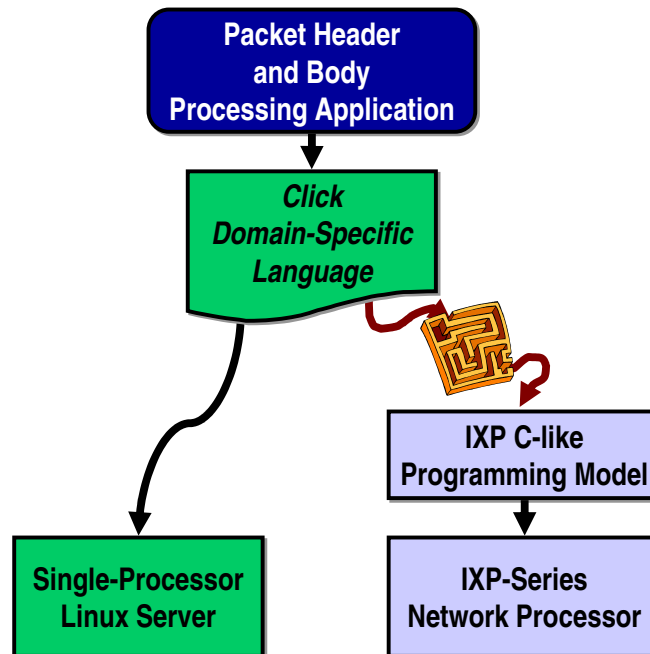 Packet Header
and Body
Processing Application
Click
Domain-Specific
Language
IXP C-like
Programming Model
Single-Processor
Linux Server
IXP-Series
Network Processor